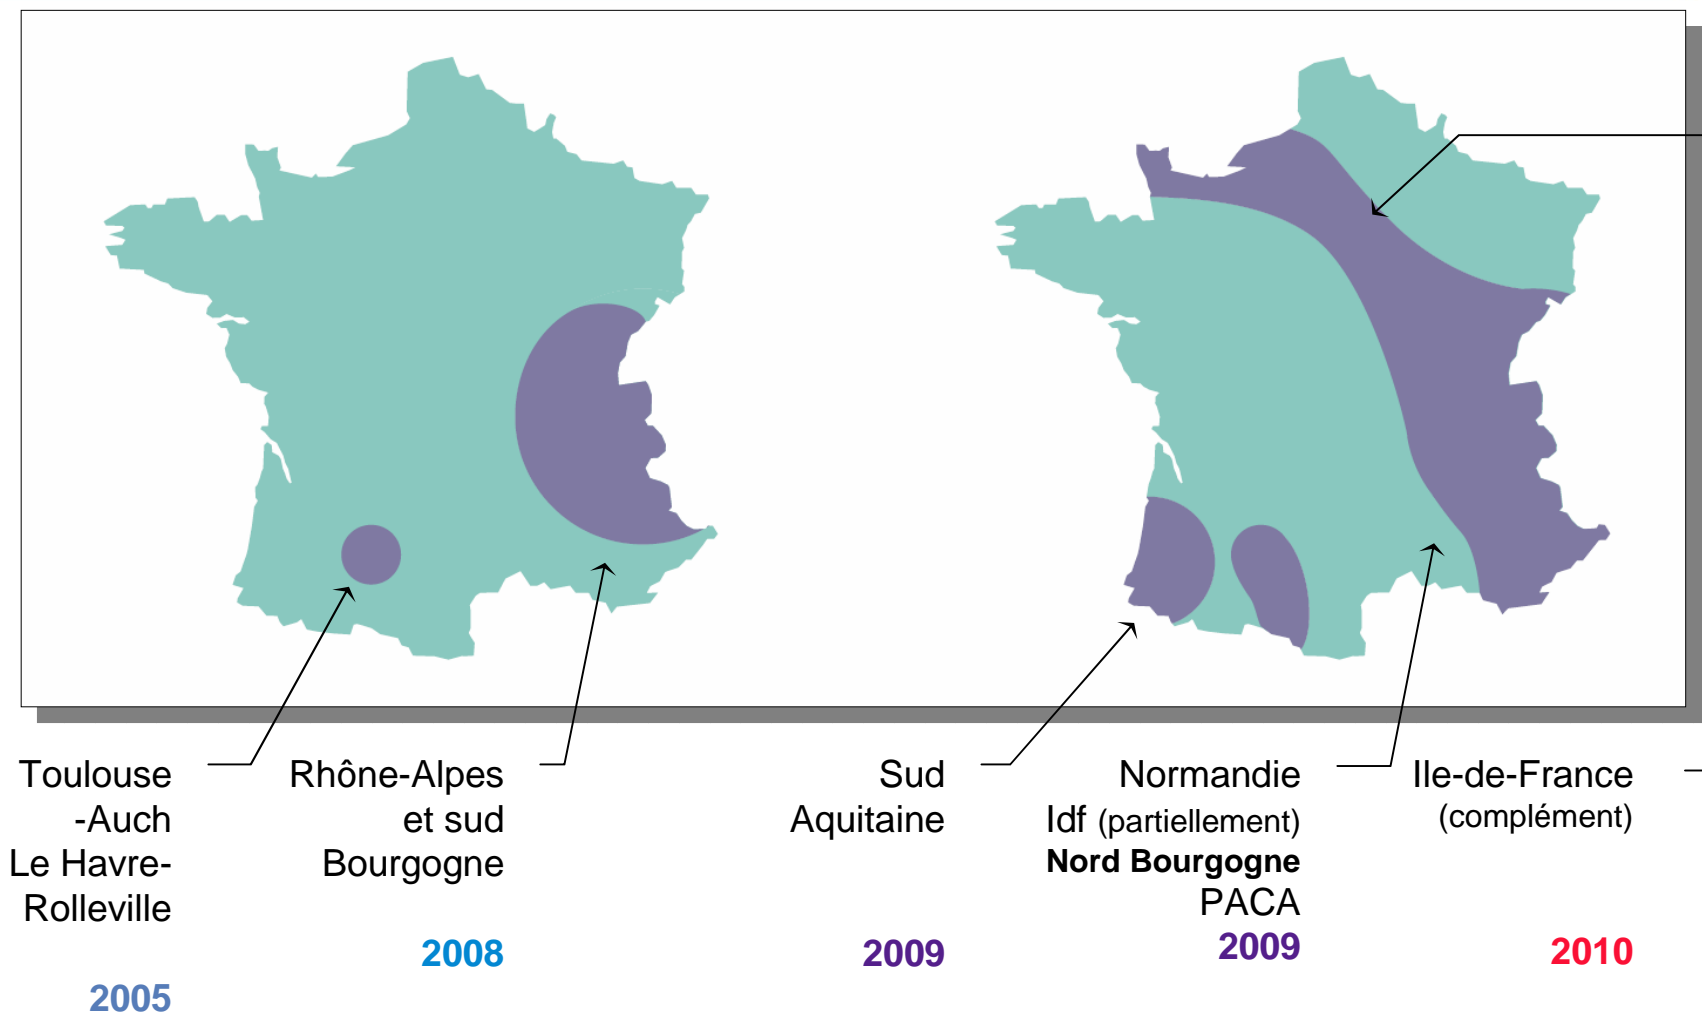 Toulouse
-Auch
Le Havre-
Rolleville
2005
Rhône-Alpes
et sud
Bourgogne
2008
Sud
Aquitaine
2009
Normandie
Idf (partiellement)
Nord Bourgogne
PACA
2009
Ile-de-France
(complément)
2010